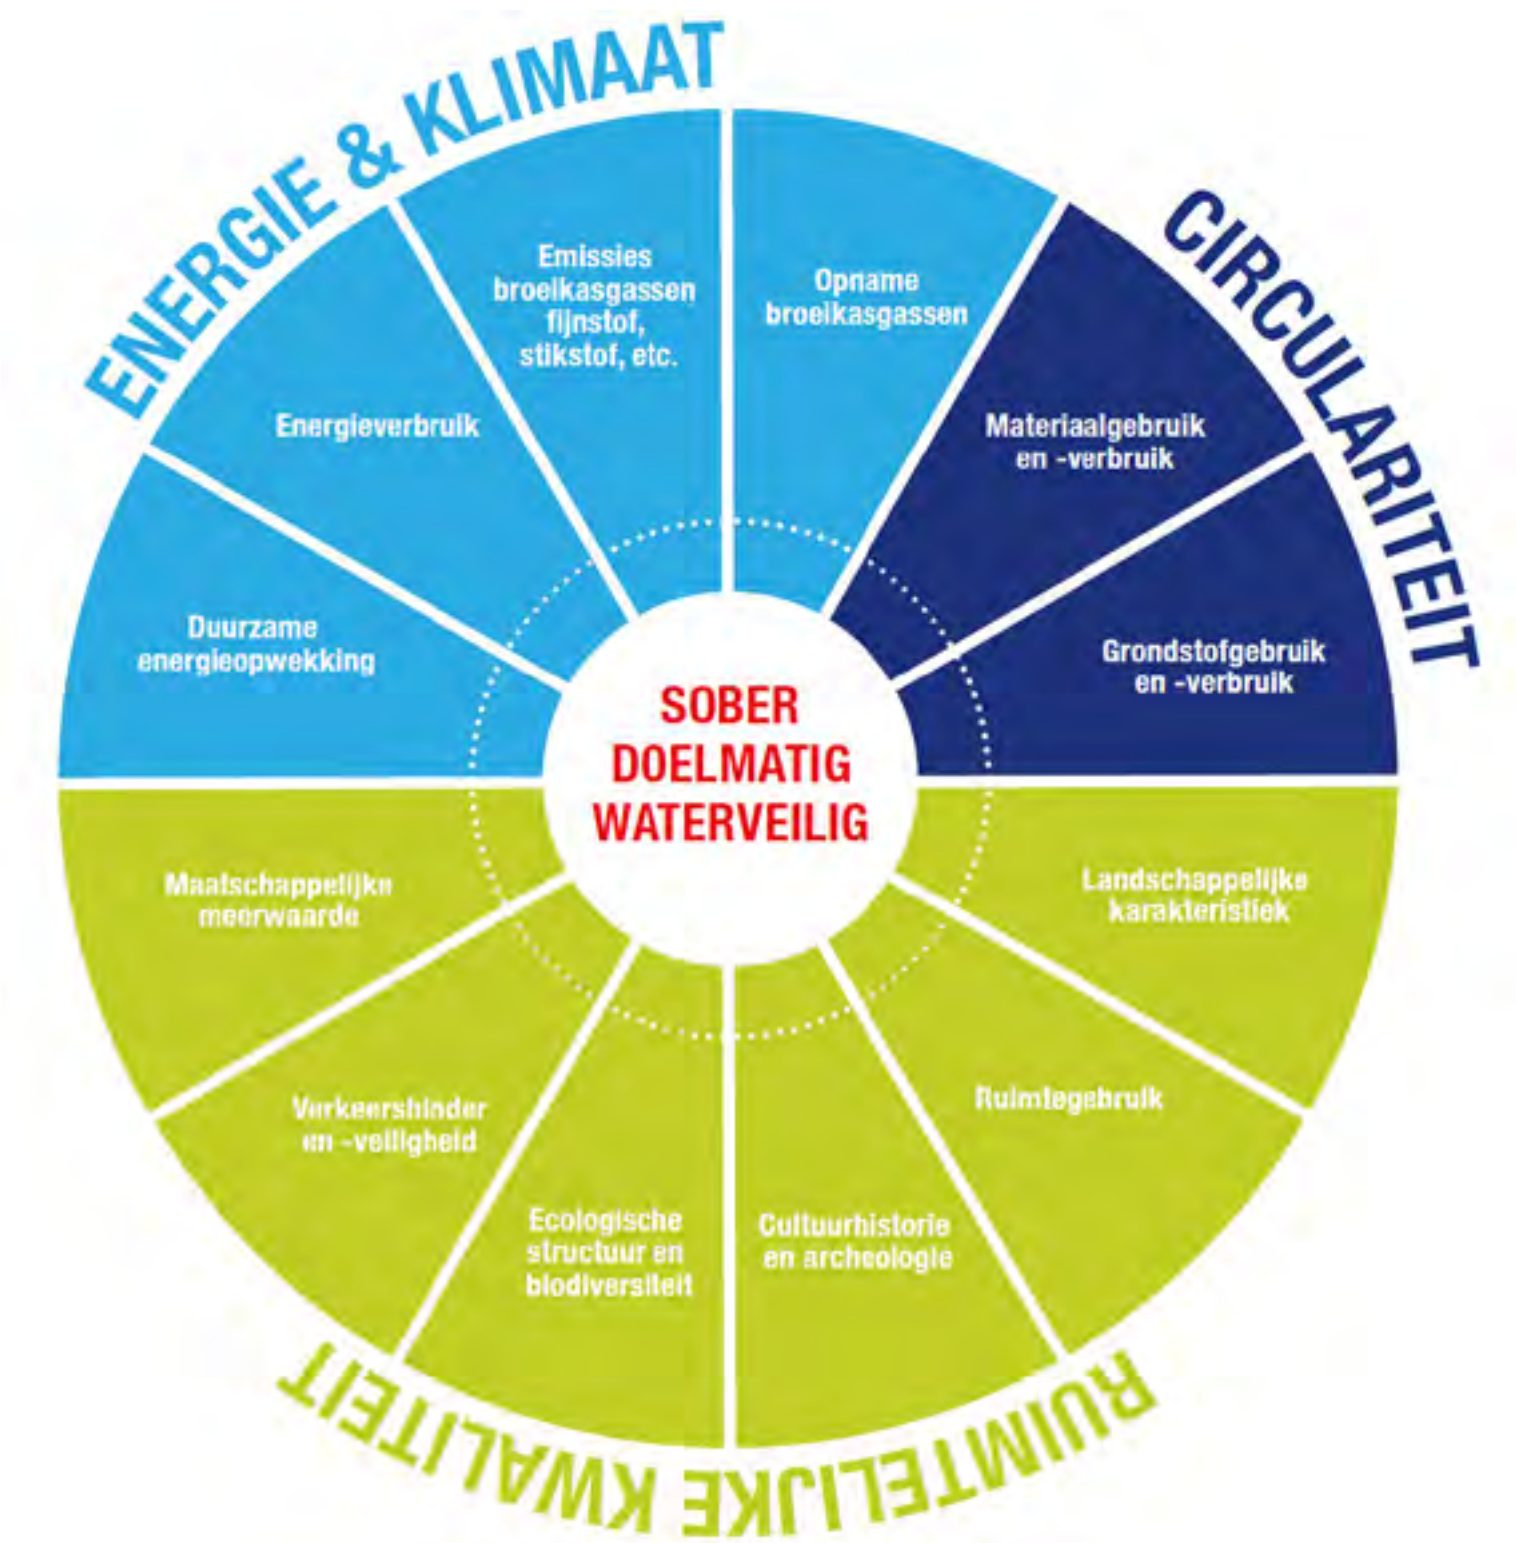 ENERGIE & KLIMAAT
CIRCULARITEIT
Emissies
broeikasgassen
fijnstof,
stikstof, etc.
Opname
broeikasgassen
Energieverbruik
Materiaalgebruik
en -verbruik
Duurzame
energieopwekking
Grondstofgebruik
en -verbruik
SOBER
DOELMATIG
WATERVEILIG
Maatschappelijke
meerwaarde
Landschappelijke
karakteristiek
Verkeershinder
en -veiligheid
Ruimtegebruik
Ecologische
structuur en
biodiversiteit
Cultuurhistorie
en archeologie
RUIMTELIJKE KWALITEIT